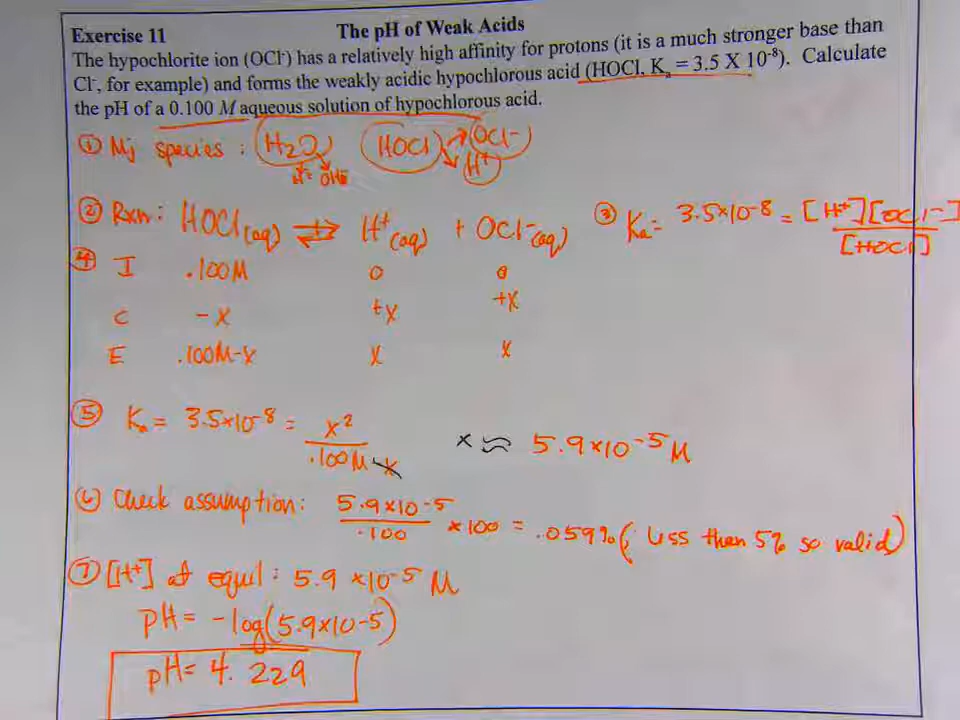 Exercise 11 The pH of Weak Acids
The hypochlorite ion (OCl⁻) has a relatively high affinity for protons (it is a much stronger base than
Cl⁻, for example) and forms the weakly acidic hypochlorous acid (HOCl, Kₐ = 3.5 X 10⁻⁸). Calculate
the pH of a 0.100 M aqueous solution of hypochlorous acid.
① Mj species : H₂O HOCl OCl⁻
H⁺ OH⁻ H⁺
② Rxn: HOCl(aq) ⇌ H⁺(aq) + OCl⁻(aq) ③ Kₐ = 3.5×10-8 = [H+][OCl-]
[HOCl]
④ I .100M 0 0
C -x +x +x
E .100M-x x x
⑤ Kₐ = 3.5×10-8 = x² x ≈ 5.9×10-5 M
.100M-x
⑥ Check assumption: 5.9×10-5 ×100 = .059% (less than 5% so valid)
.100
⑦ [H+] at equil: 5.9 ×10-5 M
pH= -log(5.9×10-5)
pH= 4.229